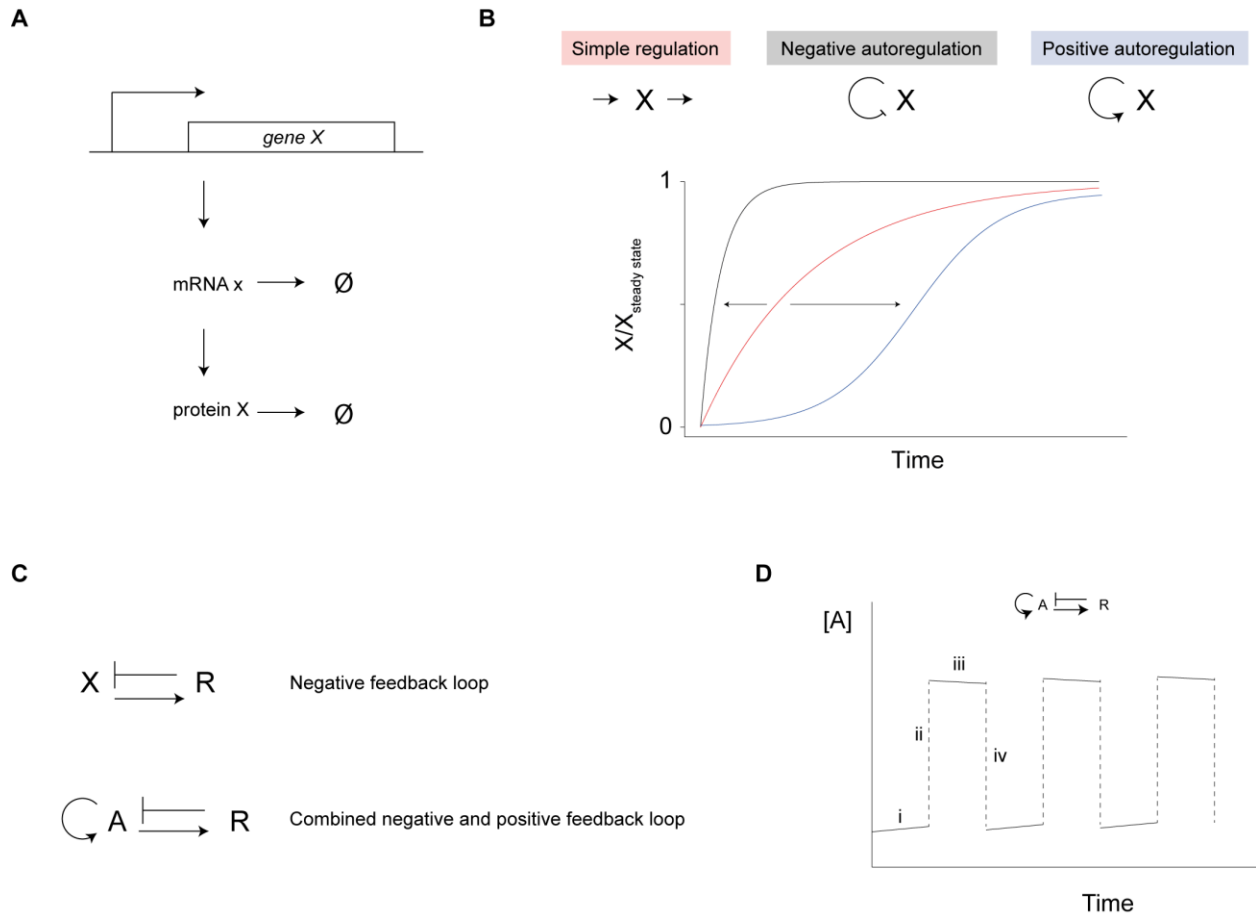 A
gene X
mRNA x
Ø
protein X
Ø
B
Simple regulation
Negative autoregulation
Positive autoregulation
X
X
X
1
0
X/X steady state
Time
C
X
R
Negative feedback loop
A
R
Combined negative and positive feedback loop
D
[A]
A
R
iii
ii
iv
i
Time